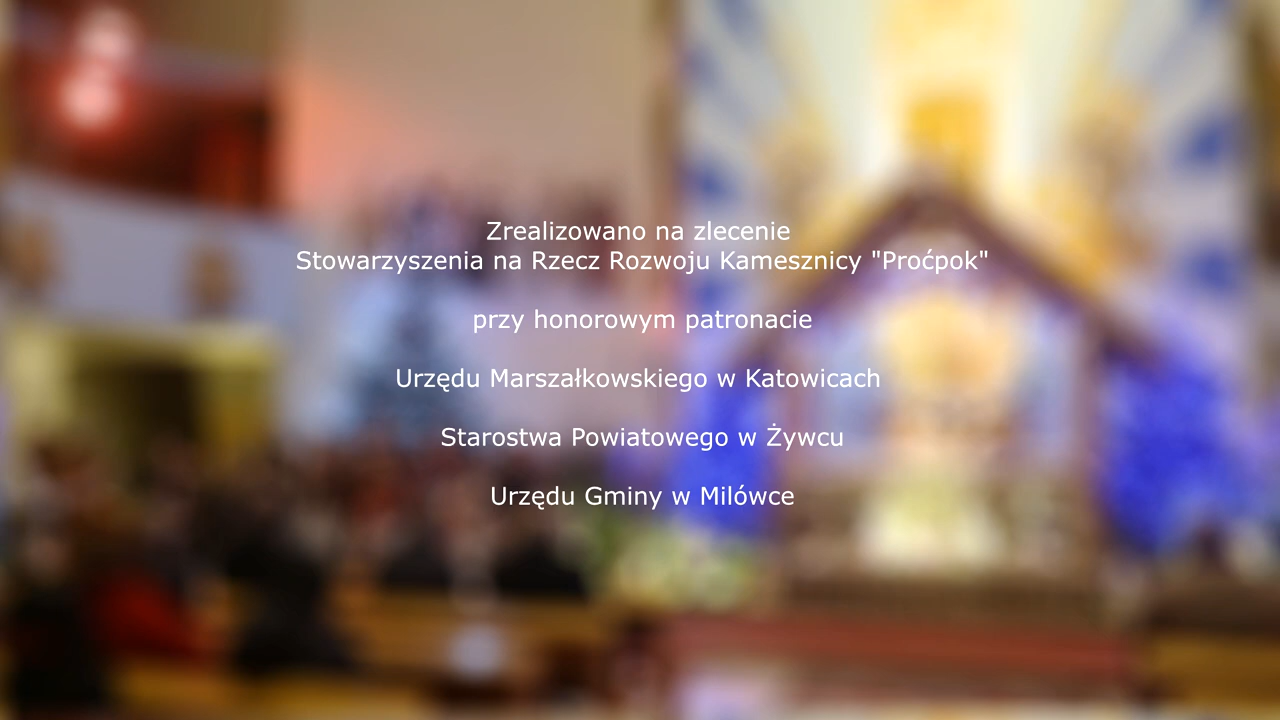 Zrealizowano na zlecenie
Stowarzyszenia na Rzecz Rozwoju Kamesznicy "Proćpok"
przy honorowym patronacie
Urzędu Marszałkowskiego w Katowicach
Starostwa Powiatowego w Żywcu
Urzędu Gminy w Milówce